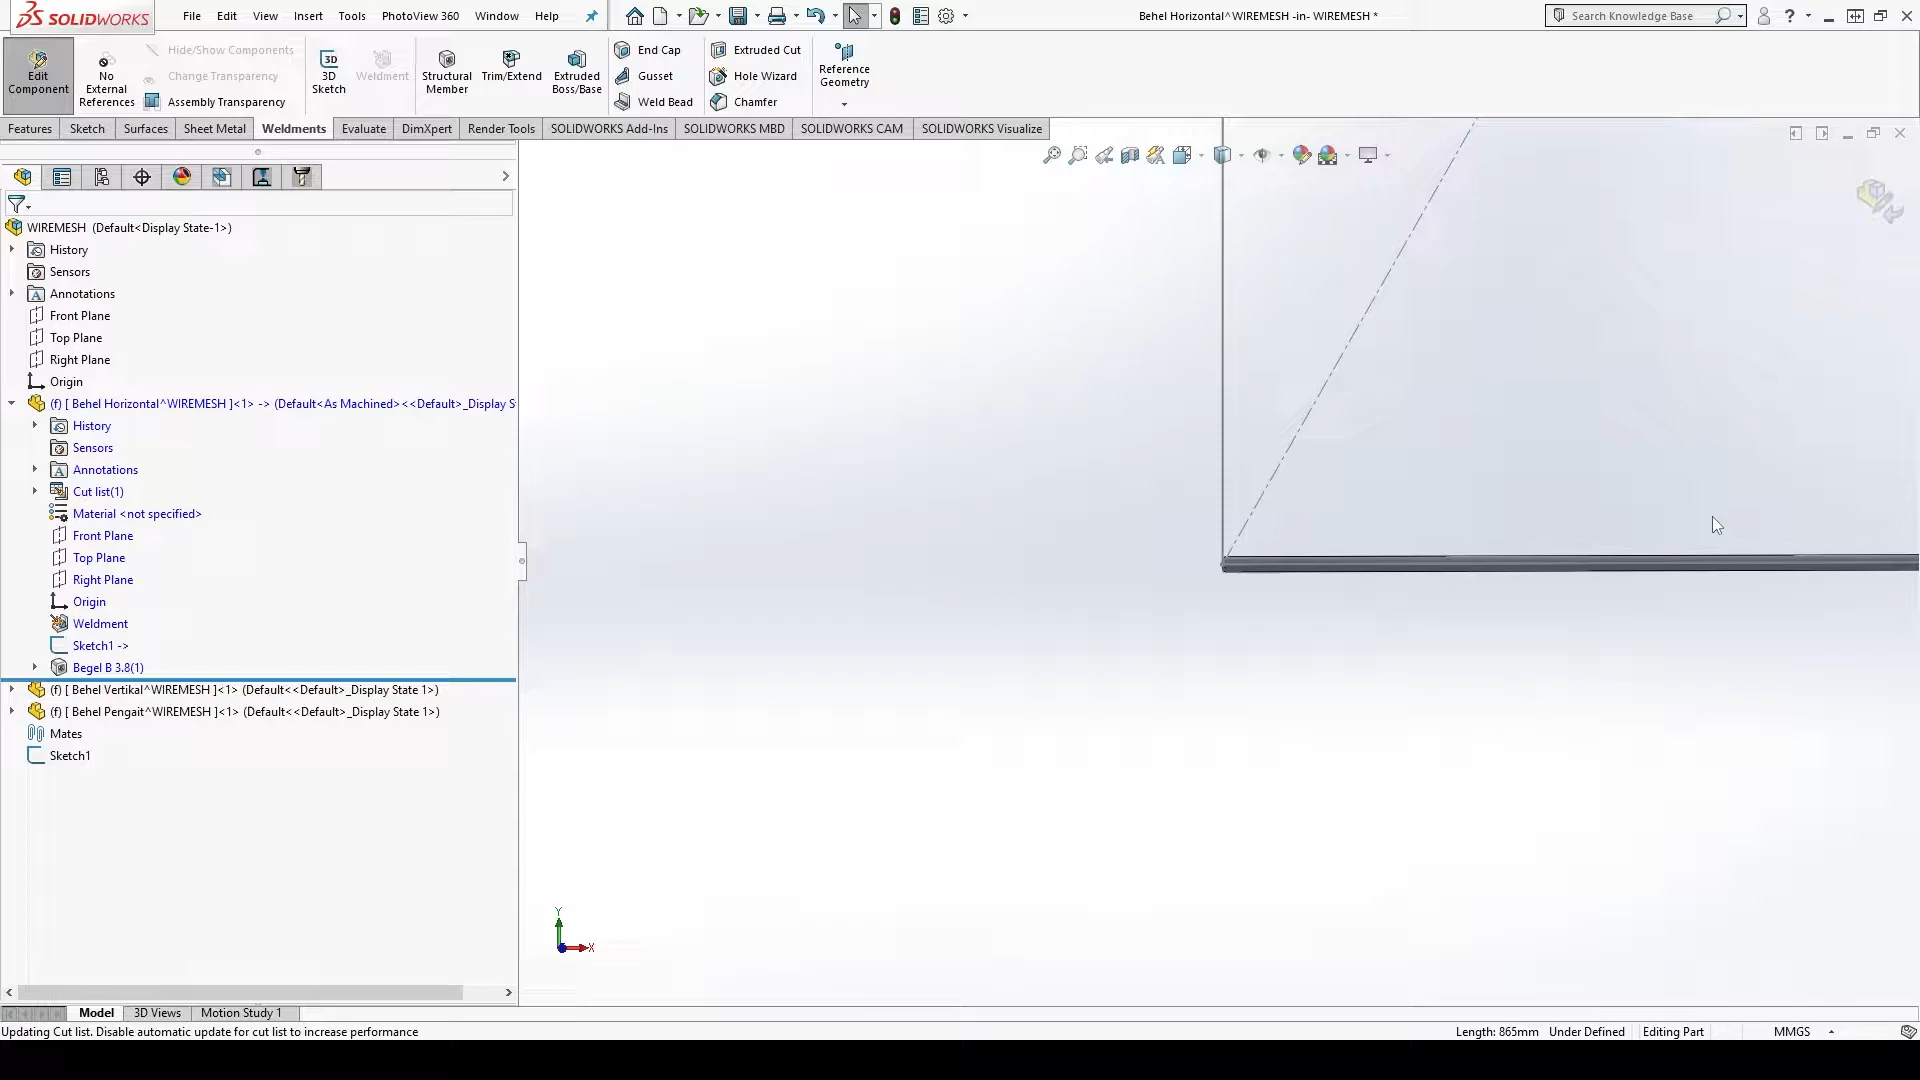 SOLIDWORKS File Edit View Insert Tools PhotoView 360 Window Help Behel Horizontal^WIREMESH -in- WIREMESH * Search Knowledge Base ?
Edit Component
No External References
Hide/Show Components
Change Transparency
Assembly Transparency
3D Sketch
Weldment
Structural Member
Trim/Extend
Extruded Boss/Base
End Cap
Gusset
Weld Bead
Extruded Cut
Hole Wizard
Chamfer
Reference Geometry
Features Sketch Surfaces Sheet Metal Weldments Evaluate DimXpert Render Tools SOLIDWORKS Add-Ins SOLIDWORKS MBD SOLIDWORKS CAM SOLIDWORKS Visualize
WIREMESH (Default<Display State-1>)
History
Sensors
Annotations
Front Plane
Top Plane
Right Plane
Origin
(f) [ Behel Horizontal^WIREMESH ]<1> -> (Default<As Machined><<Default>_Display S
History
Sensors
Annotations
Cut list(1)
Material <not specified>
Front Plane
Top Plane
Right Plane
Origin
Weldment
Sketch1 ->
Begel B 3.8(1)
(f) [ Behel Vertikal^WIREMESH ]<1> (Default<<Default>_Display State 1>)
(f) [ Behel Pengait^WIREMESH ]<1> (Default<<Default>_Display State 1>)
Mates
Sketch1
Y
X
Model 3D Views Motion Study 1
Updating Cut list. Disable automatic update for cut list to increase performance Length: 865mm Under Defined Editing Part MMGS